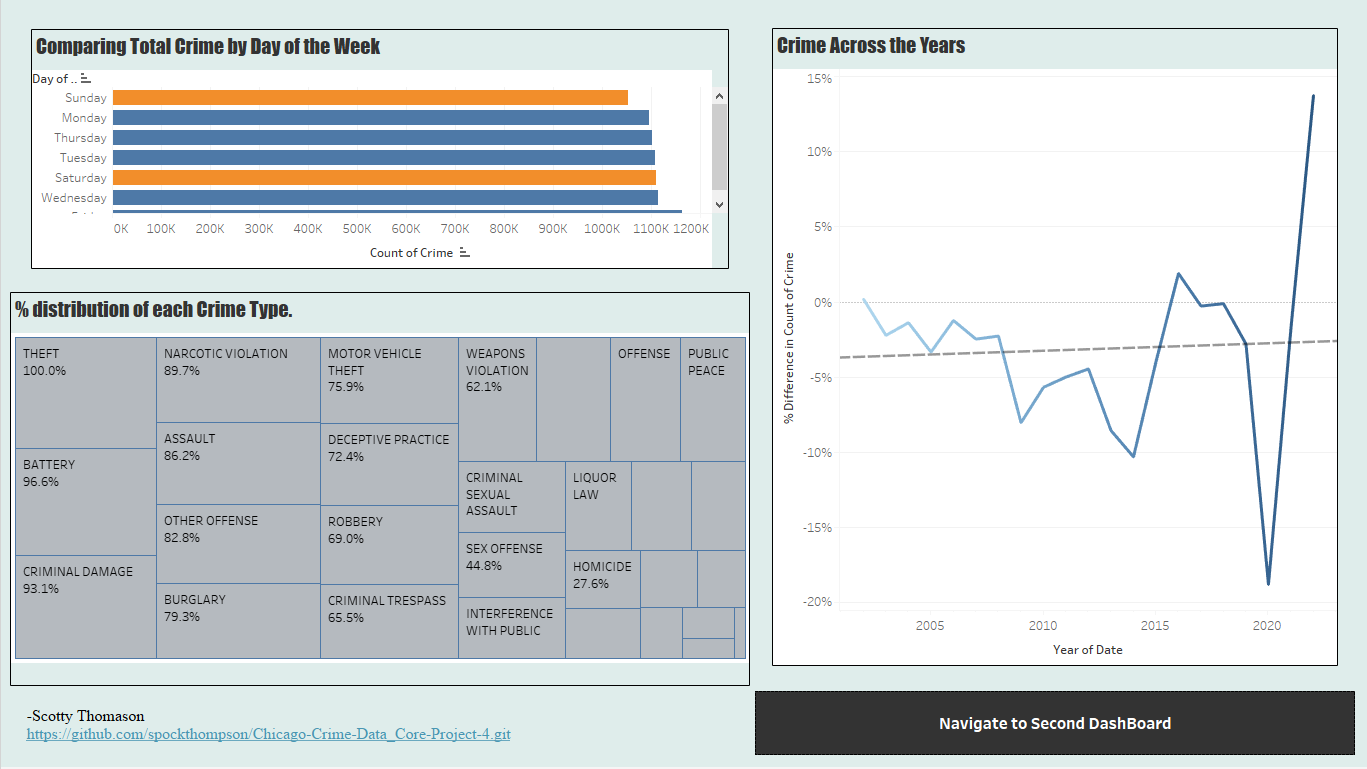 Comparing Total Crime by Day of the Week
Day of ..
Sunday
Monday
Thursday
Tuesday
Saturday
Wednesday
0K 100K 200K 300K 400K 500K 600K 700K 800K 900K 1000K 1100K 1200K
Count of Crime
% distribution of each Crime Type.
THEFT
100.0%
BATTERY
96.6%
CRIMINAL DAMAGE
93.1%
NARCOTIC VIOLATION
89.7%
ASSAULT
86.2%
OTHER OFFENSE
82.8%
BURGLARY
79.3%
MOTOR VEHICLE
THEFT
75.9%
DECEPTIVE PRACTICE
72.4%
ROBBERY
69.0%
CRIMINAL TRESPASS
65.5%
WEAPONS
VIOLATION
62.1%
CRIMINAL
SEXUAL
ASSAULT
SEX OFFENSE
44.8%
INTERFERENCE
WITH PUBLIC
OFFENSE
PUBLIC
PEACE
LIQUOR
LAW
HOMICIDE
27.6%
Crime Across the Years
% Difference in Count of Crime
15%
10%
5%
0%
-5%
-10%
-15%
-20%
2005 2010 2015 2020
Year of Date
-Scotty Thomason
https://github.com/spockthompson/Chicago-Crime-Data_Core-Project-4.git
Navigate to Second DashBoard